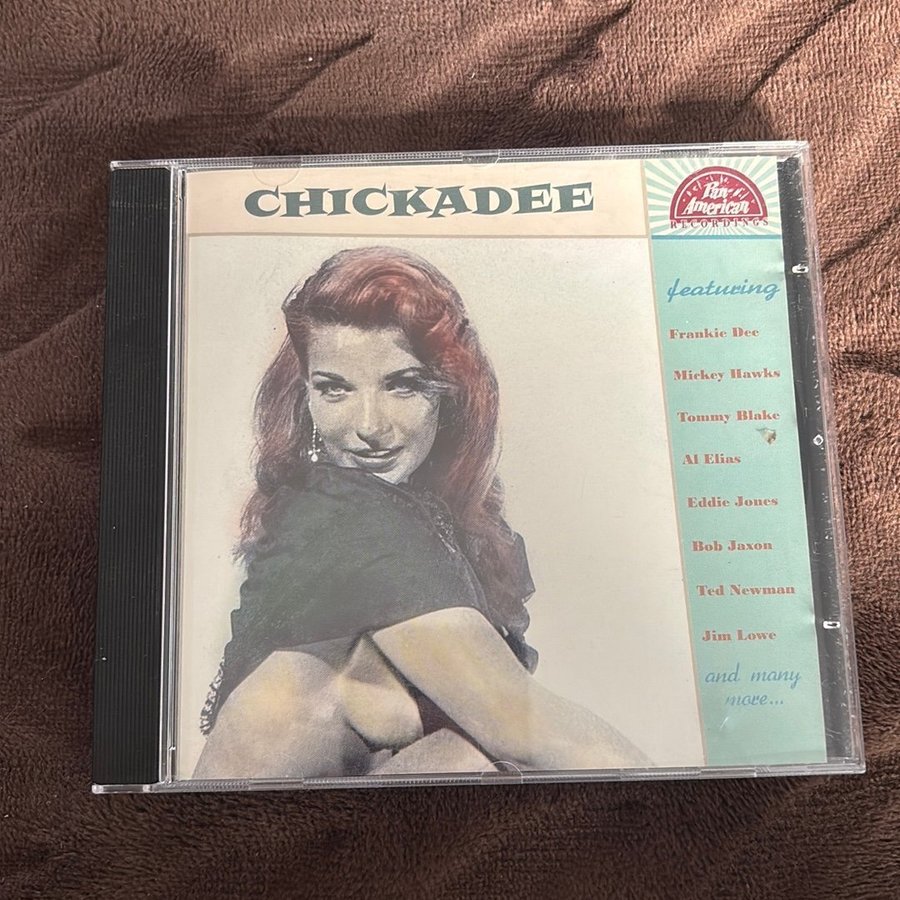 CHICKADEE
Pan-
American
RECORDINGS
featuring
Frankie Dee
Mickey Hawks
Tommy Blake
Al Elias
Eddie Jones
Bob Jaxon
Ted Newman
Jim Lowe
and many
more...